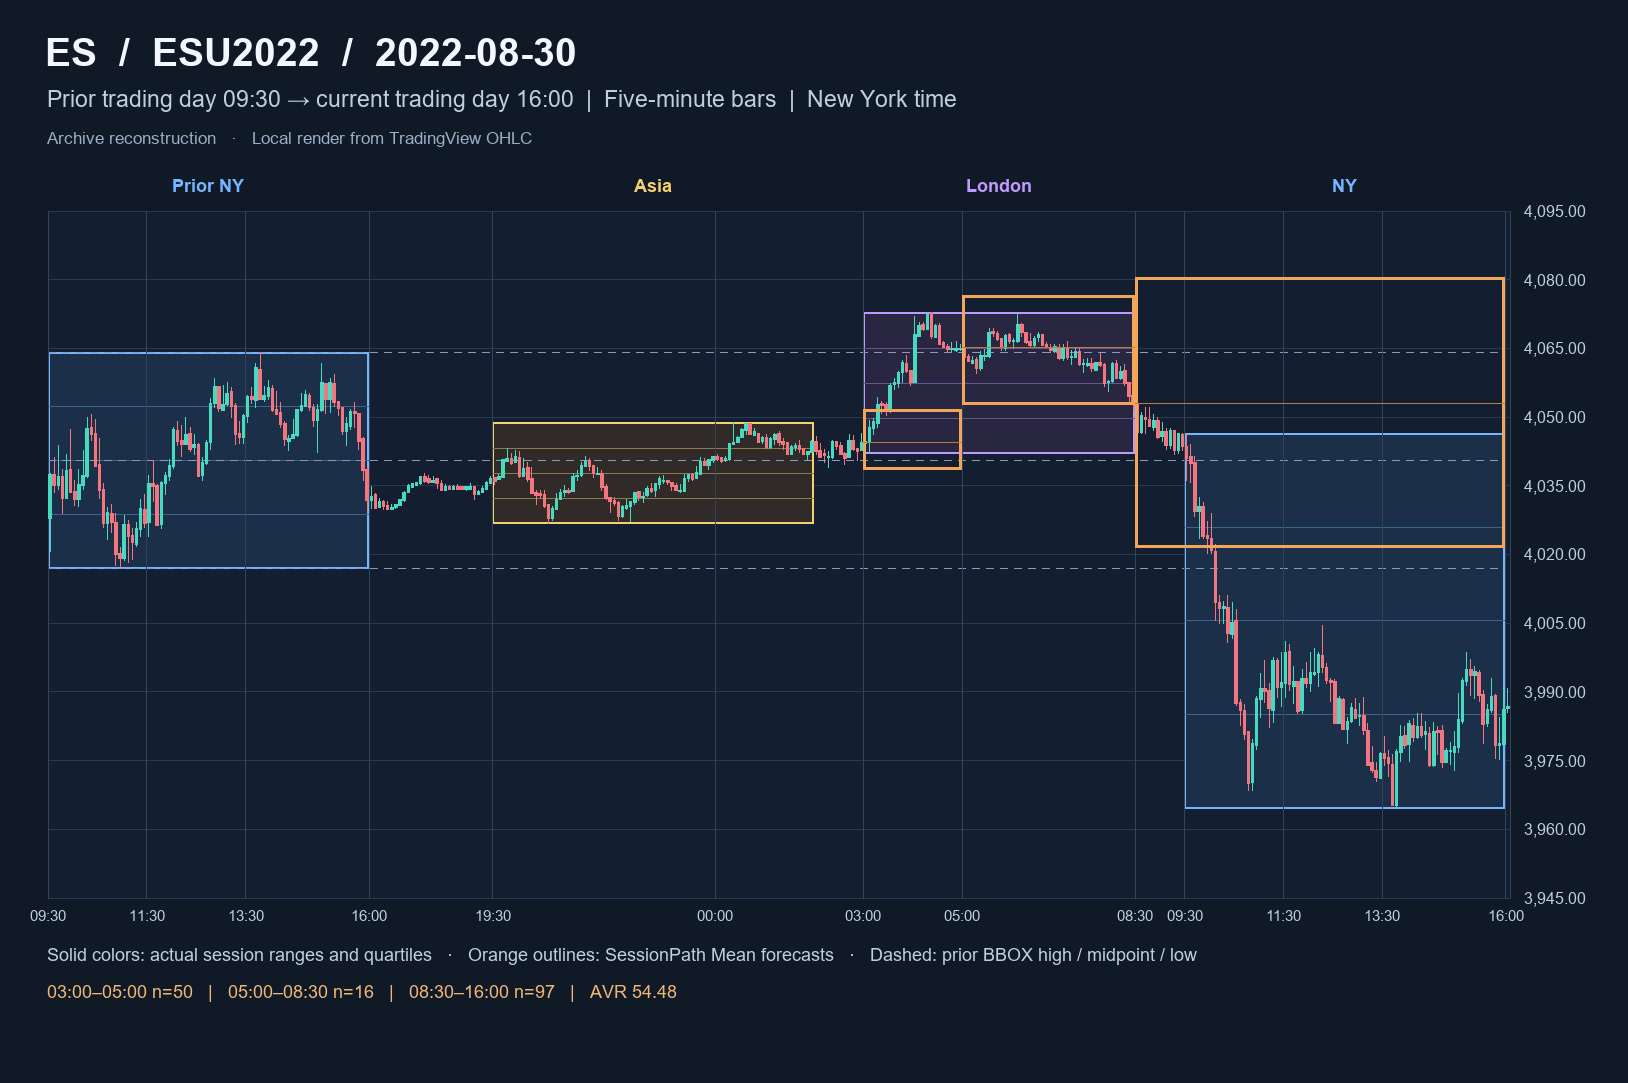 ES / ESU2022 / 2022-08-30
Prior trading day 09:30 → current trading day 16:00 | Five-minute bars | New York time
Archive reconstruction · Local render from TradingView OHLC
Prior NY Asia London NY
4,095.00
4,080.00
4,065.00
4,050.00
4,035.00
4,020.00
4,005.00
3,990.00
3,975.00
3,960.00
3,945.00
09:30 11:30 13:30 16:00 19:30 00:00 03:00 05:00 08:30 09:30 11:30 13:30 16:00
Solid colors: actual session ranges and quartiles · Orange outlines: SessionPath Mean forecasts · Dashed: prior BBOX high / midpoint / low
03:00–05:00 n=50 | 05:00–08:30 n=16 | 08:30–16:00 n=97 | AVR 54.48